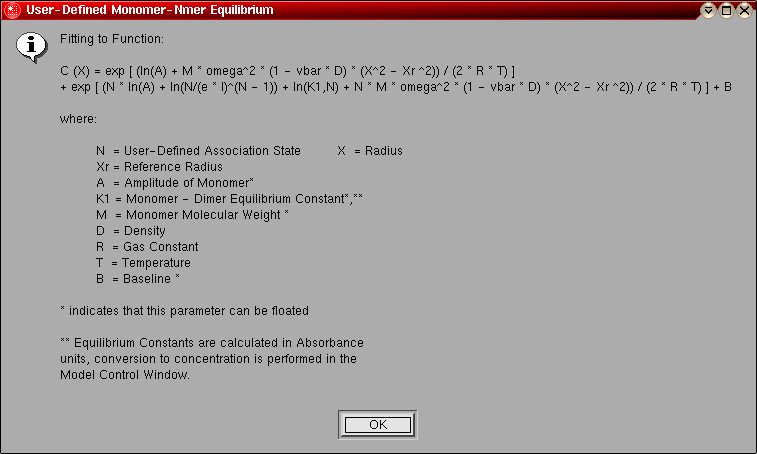 User-Defined Monomer-Nmer Equilibrium
Fitting to Function:
C (X) = exp [ (ln(A) + M * omega^2 * (1 - vbar * D) * (X^2 - Xr^2)) / (2 * R * T) ]
+ exp [ (N * ln(A) + ln(N/(e * l)^(N - 1)) + ln(K1,N) + N * M * omega^2 * (1 - vbar * D) * (X^2 - Xr^2)) / (2 * R * T) ] + B
where:
N = User-Defined Association State X = Radius
Xr = Reference Radius
A = Amplitude of Monomer*
K1 = Monomer - Dimer Equilibrium Constant*,**
M = Monomer Molecular Weight *
D = Density
R = Gas Constant
T = Temperature
B = Baseline *
* indicates that this parameter can be floated
** Equilibrium Constants are calculated in Absorbance
units, conversion to concentration is performed in the
Model Control Window.
OK